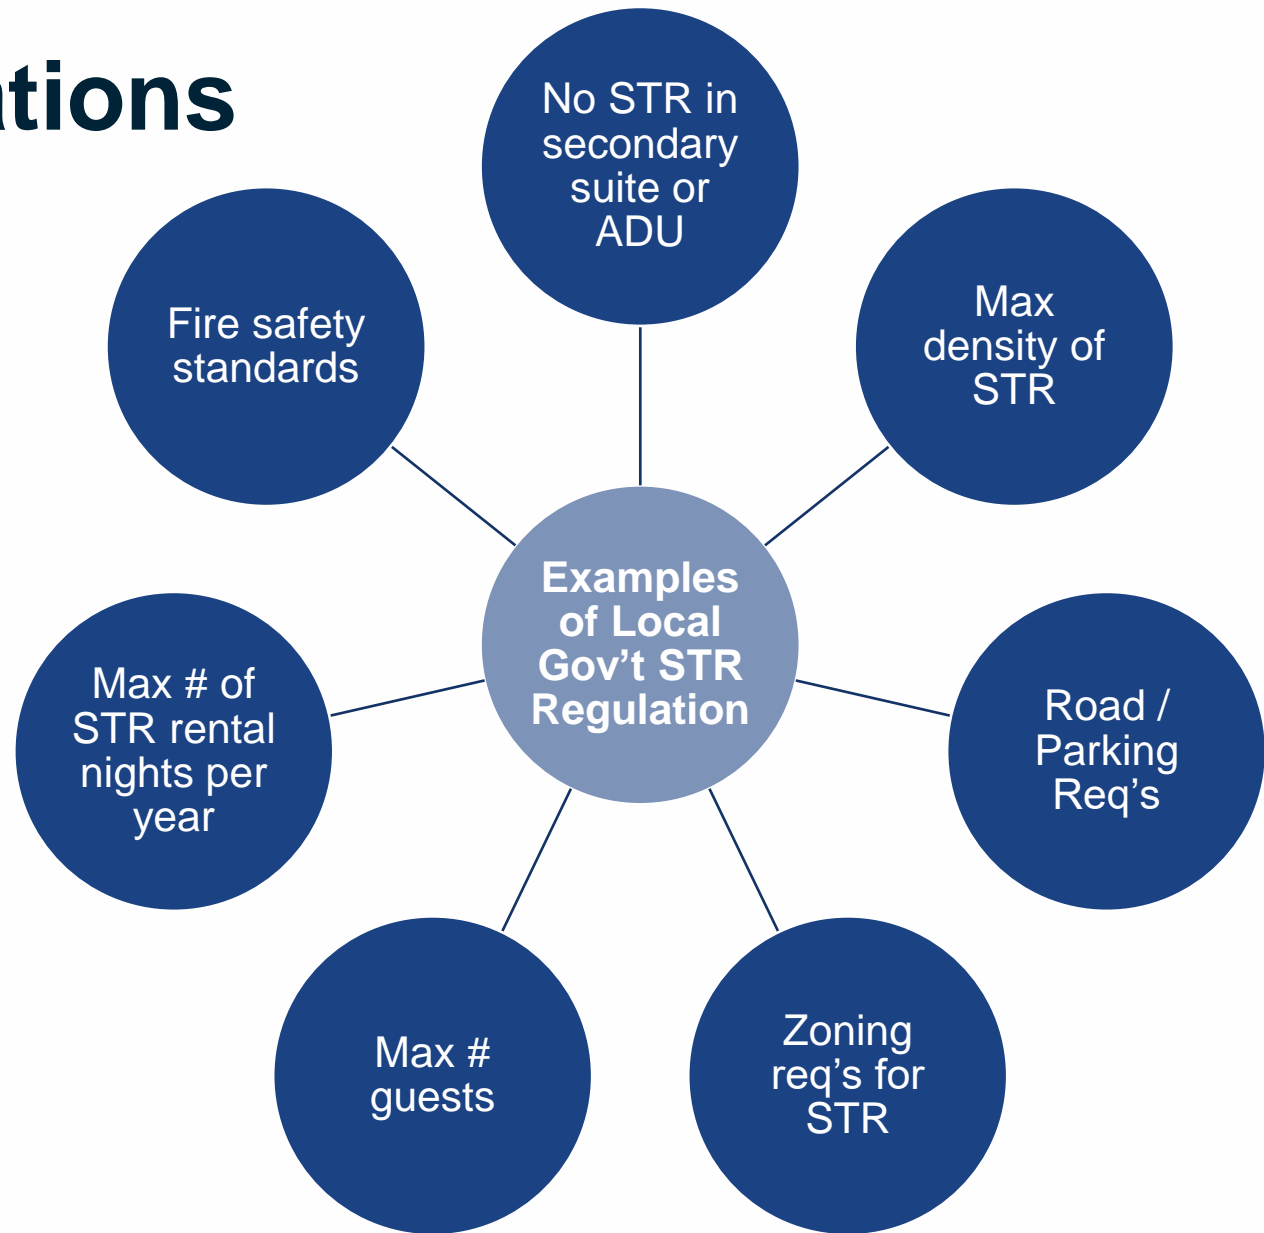 ations
No STR in
secondary
suite or
ADU
Max
density of
STR
Road /
Parking
Req’s
Zoning
req’s for
STR
Max #
guests
Max # of
STR rental
nights per
year
Fire safety
standards
Examples
of Local
Gov’t STR
Regulation